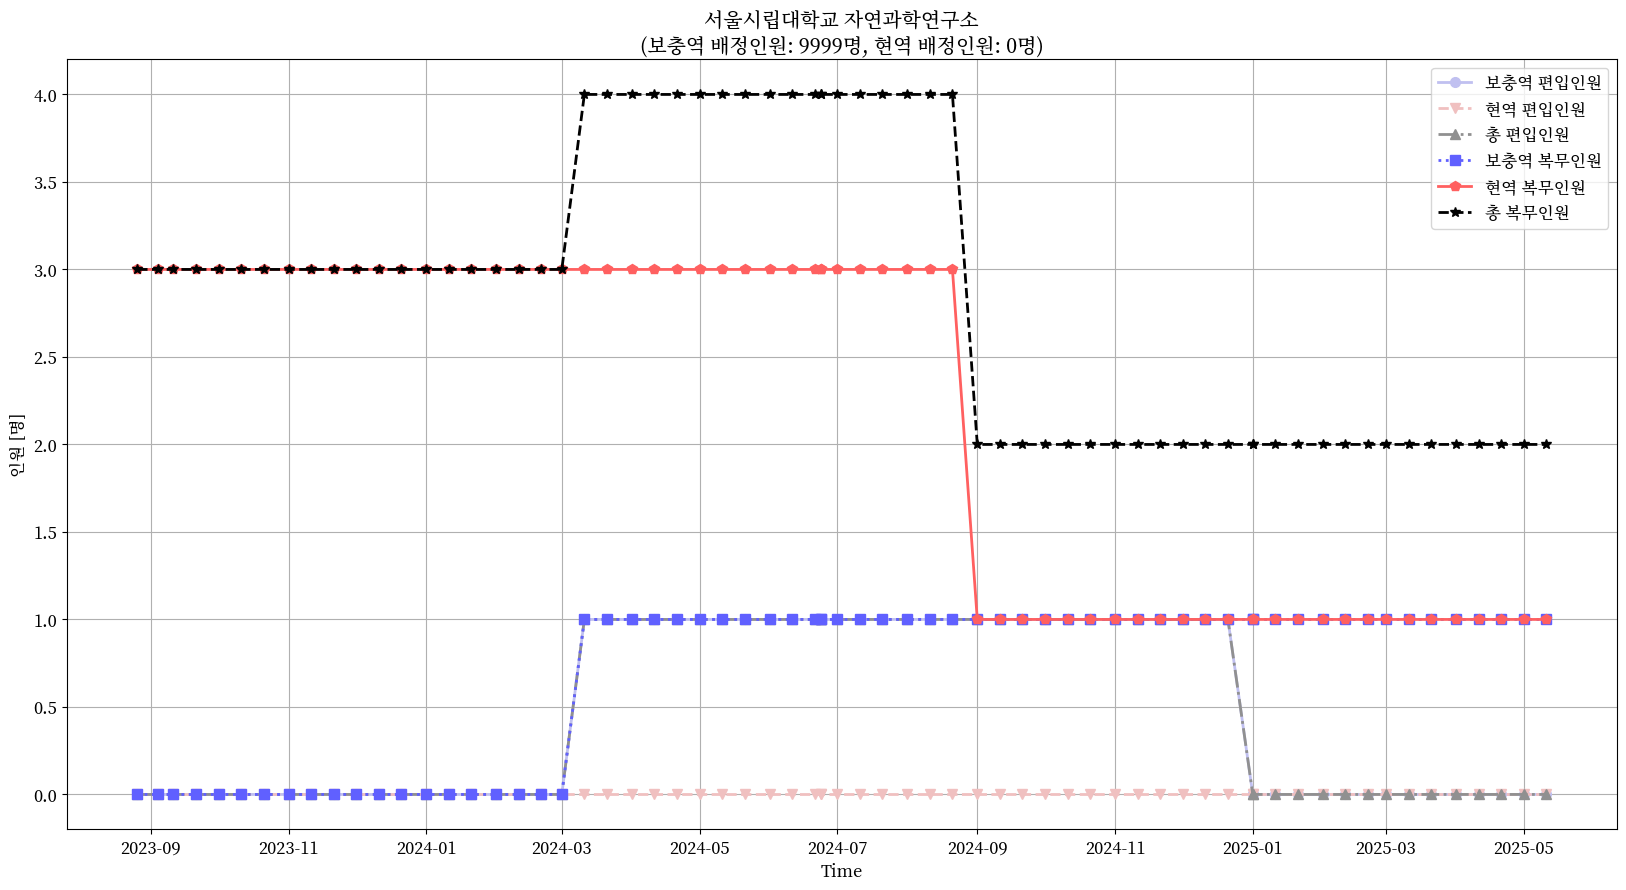 서울시립대학교 자연과학연구소
(보충역 배정인원: 9999명, 현역 배정인원: 0명)
보충역 편입인원
현역 편입인원
총 편입인원
보충역 복무인원
현역 복무인원
총 복무인원
4.0
3.5
3.0
2.5
2.0
1.5
1.0
0.5
0.0
인원 [명]
2023-09 2023-11 2024-01 2024-03 2024-05 2024-07 2024-09 2024-11 2025-01 2025-03 2025-05
Time